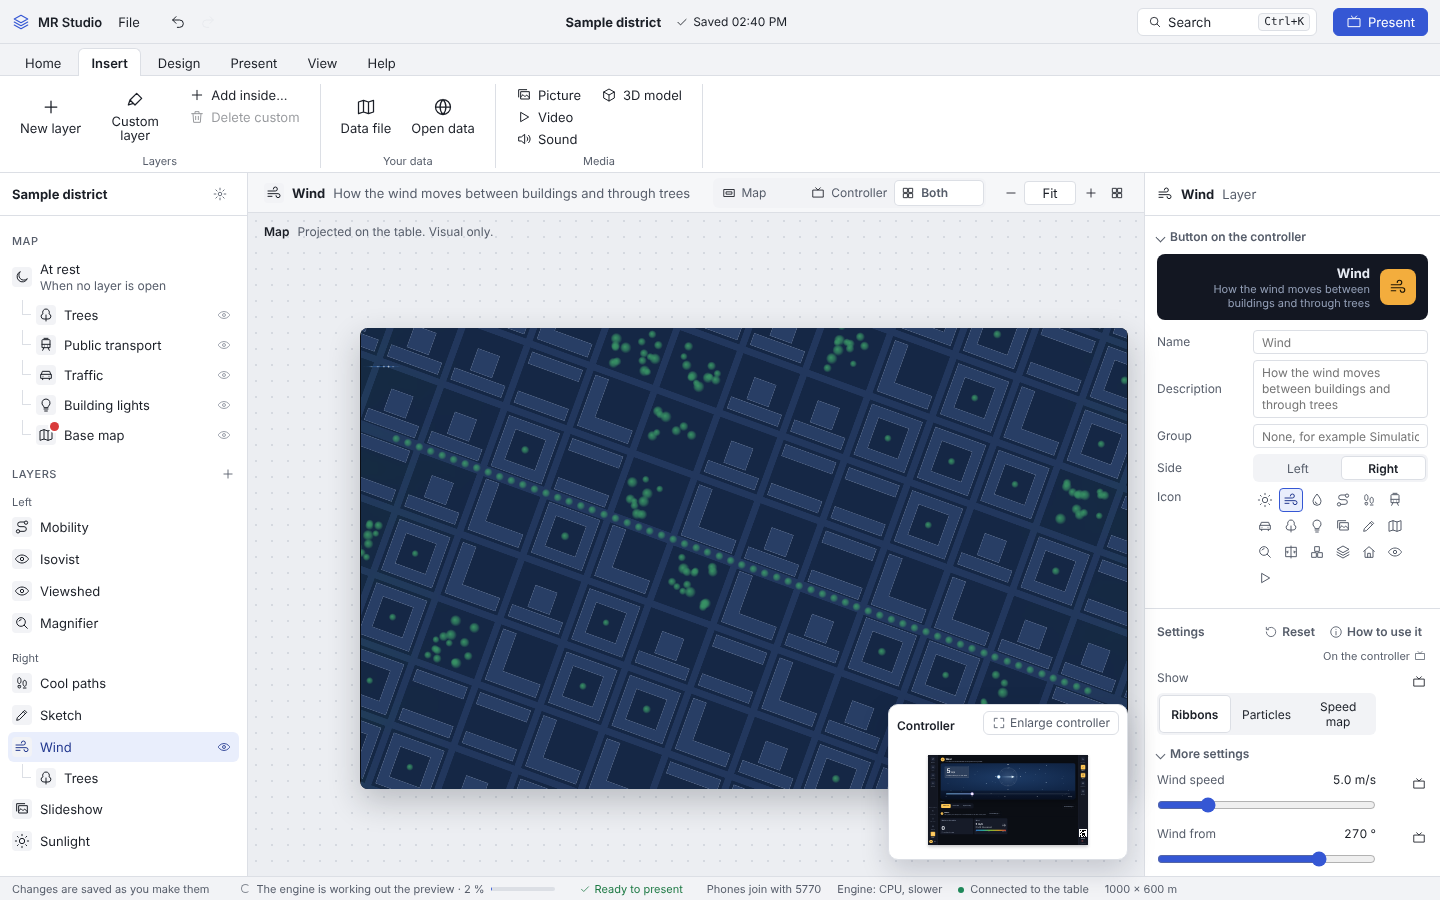 MR Studio File
Sample district Saved 02:40 PM
Search Ctrl+K Present
Home Insert Design Present View Help
New layer
Custom layer
Add inside...
Delete custom
Layers
Data file Open data
Your data
Picture 3D model
Video
Sound
Media
Sample district
MAP
At rest
When no layer is open
Trees
Public transport
Traffic
Building lights
Base map
LAYERS
Left
Mobility
Isovist
Viewshed
Magnifier
Right
Cool paths
Sketch
Wind
Trees
Slideshow
Sunlight
Wind How the wind moves between buildings and through trees
Map Controller Both
Fit
Map Projected on the table. Visual only.
Controller Enlarge controller
Wind Layer
Button on the controller
Wind
How the wind moves between
buildings and through trees
Name Wind
Description How the wind moves
between buildings and
through trees
Group None, for example Simulatic
Side Left Right
Icon
Settings Reset How to use it
On the controller
Show
Ribbons Particles Speed map
More settings
Wind speed 5.0 m/s
Wind from 270 °
Changes are saved as you make them The engine is working out the preview · 2 % Ready to present Phones join with 5770 Engine: CPU, slower Connected to the table 1000 × 600 m